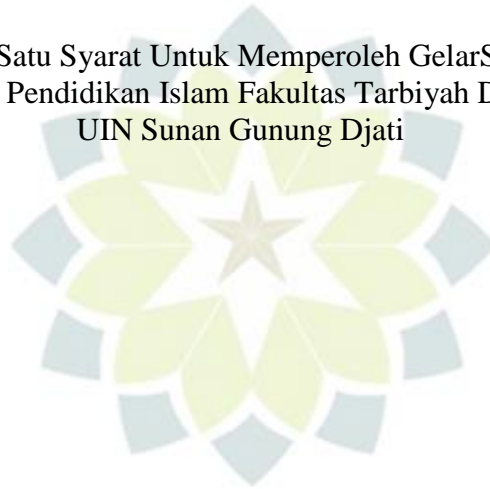 Satu Syarat Untuk Memperoleh GelarS
Pendidikan Islam Fakultas Tarbiyah D
UIN Sunan Gunung Djati